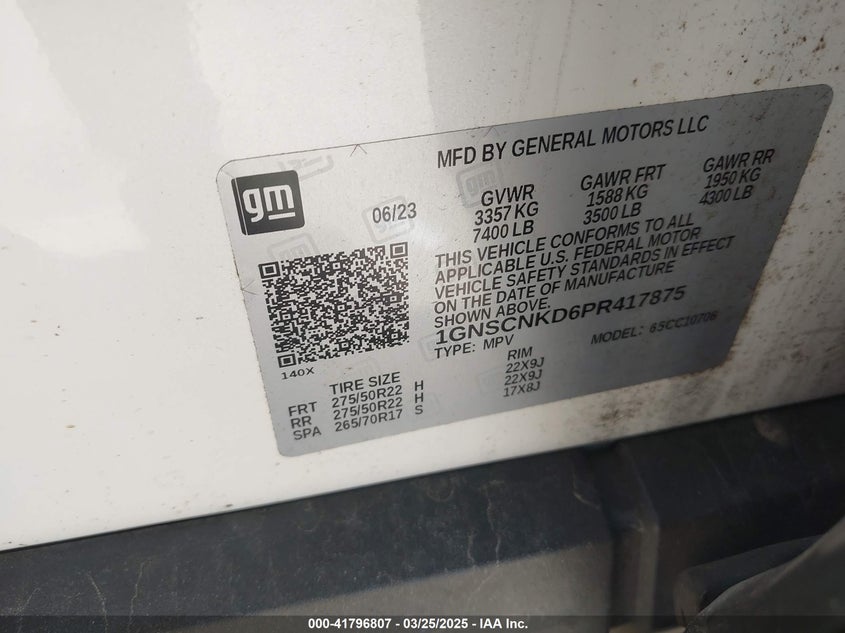 MFD BY GENERAL MOTORS LLC
gm
06/23
GVWR GAWR FRT GAWR RR
3357 KG 1588 KG 1950 KG
7400 LB 3500 LB 4300 LB
THIS VEHICLE CONFORMS TO ALL
APPLICABLE U.S. FEDERAL MOTOR
VEHICLE SAFETY STANDARDS IN EFFECT
ON THE DATE OF MANUFACTURE
SHOWN ABOVE.
1GNSCNKD6PR417875
TYPE: MPV MODEL: 6SCC10706
140X
TIRE SIZE RIM
FRT 275/50R22 H 22X9J
RR 275/50R22 H 22X9J
SPA 265/70R17 S 17X8J
000-41796807 - 03/25/2025 - IAA Inc.